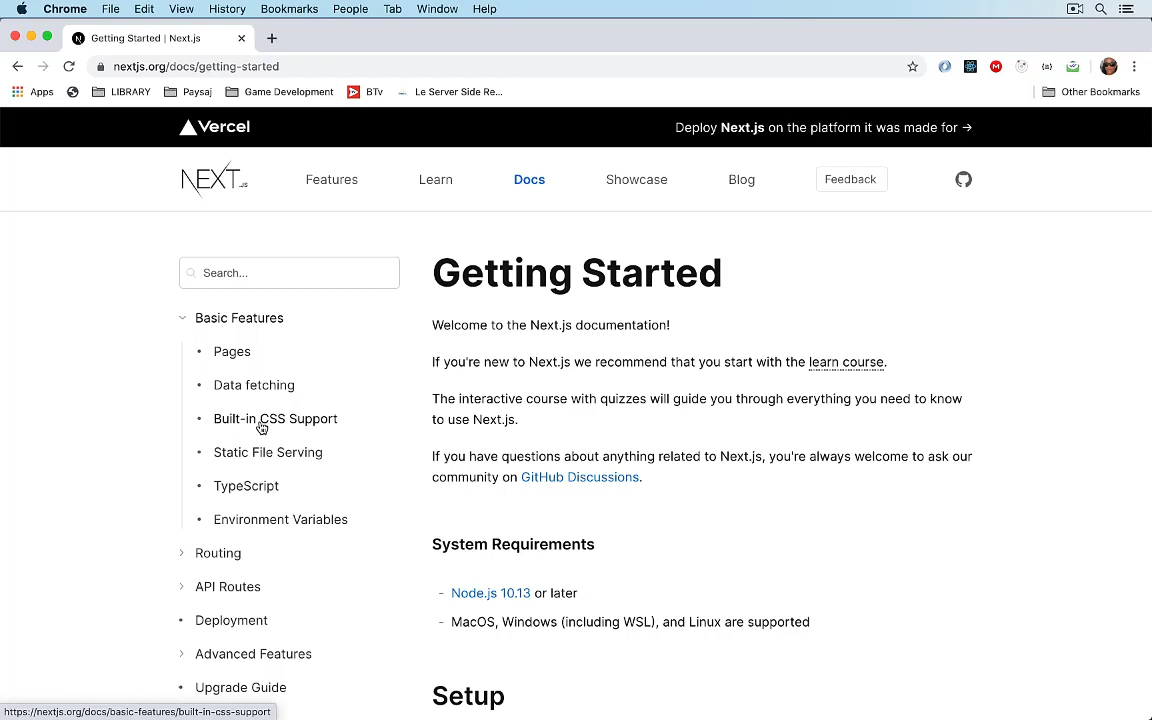 Chrome File Edit View History Bookmarks People Tab Window Help
Getting Started | Next.js
nextjs.org/docs/getting-started
Apps LIBRARY Paysaj Game Development BTv Le Server Side Re... Other Bookmarks
Vercel Deploy Next.js on the platform it was made for →
NEXT.JS Features Learn Docs Showcase Blog Feedback
Search...
Basic Features
Pages
Data fetching
Built-in CSS Support
Static File Serving
TypeScript
Environment Variables
Routing
API Routes
Deployment
Advanced Features
Upgrade Guide
Getting Started
Welcome to the Next.js documentation!
If you're new to Next.js we recommend that you start with the learn course.
The interactive course with quizzes will guide you through everything you need to know
to use Next.js.
If you have questions about anything related to Next.js, you're always welcome to ask our
community on GitHub Discussions.
System Requirements
- Node.js 10.13 or later
- MacOS, Windows (including WSL), and Linux are supported
Setup
https://nextjs.org/docs/basic-features/built-in-css-support